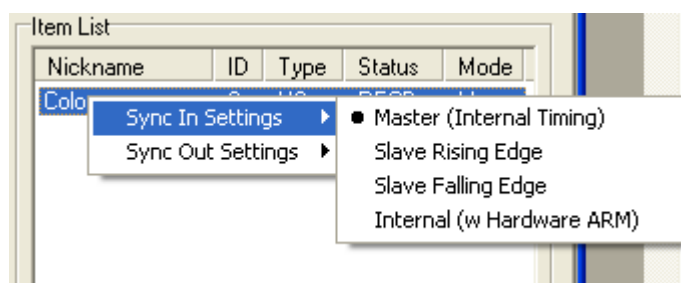 Item List
Nickname ID Type Status Mode
Colo
Sync In Settings
Sync Out Settings
Master (Internal Timing)
Slave Rising Edge
Slave Falling Edge
Internal (w Hardware ARM)